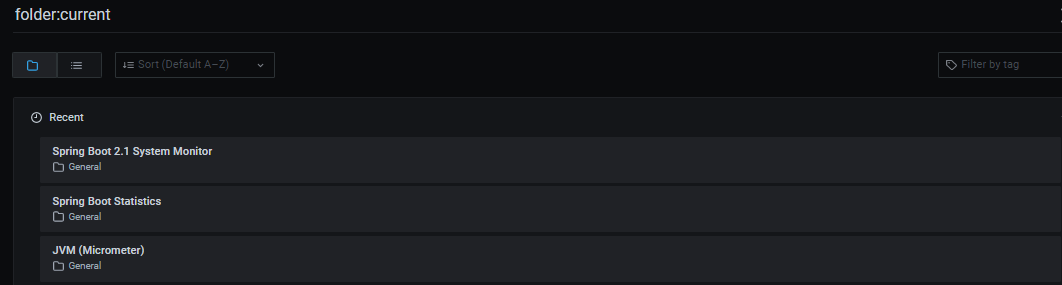 folder:current
Sort (Default A–Z)
Filter by tag
Recent
Spring Boot 2.1 System Monitor
General
Spring Boot Statistics
General
JVM (Micrometer)
General